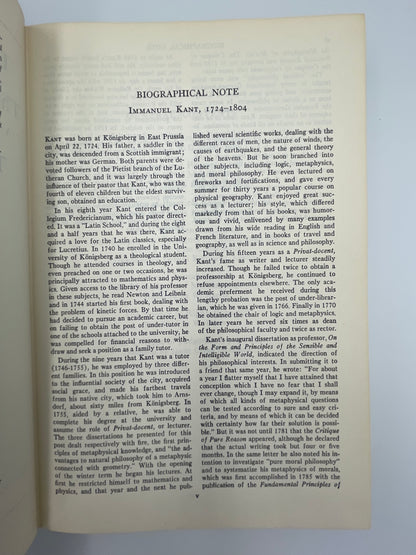 BIOGRAPHICAL NOTE
IMMANUEL KANT, 1724–1804
KANT was born at Königsberg in East Prussia
on April 22, 1724. His father, a saddler in the
city, was descended from a Scottish immigrant;
his mother was German. Both parents were de-
voted followers of the Pietist branch of the Lu-
theran Church, and it was largely through the
influence of their pastor that Kant, who was the
fourth of eleven children but the eldest surviv-
ing son, obtained an education.
In his eighth year Kant entered the Col-
legium Fredericianum, which his pastor direct-
ed. It was a "Latin School," and during the eight
and a half years that he was there, Kant ac-
quired a love for the Latin classics, especially
for Lucretius. In 1740 he enrolled in the Uni-
versity of Königsberg as a theological student.
Though he attended courses in theology, and
even preached on one or two occasions, he was
principally attracted to mathematics and phys-
ics. Given access to the library of his professor
in these subjects, he read Newton and Leibniz
and in 1744 started his first book, dealing with
the problem of kinetic forces. By that time he
had decided to pursue an academic career, but
on failing to obtain the post of under-tutor in
one of the schools attached to the university, he
was compelled for financial reasons to with-
draw and seek a position as a family tutor.
During the nine years that Kant was a tutor
(1746-1755), he was employed by three differ-
ent families. In this position he was introduced
to the influential society of the city, acquired
social grace, and made his farthest travels
from his native city, which took him to Arns-
dorf, about sixty miles from Königsberg. In
1755, aided by a relative, he was able to
complete his degree at the university and
assume the role of Privat-docent, or lecturer.
The three dissertations he presented for this
post dealt respectively with fire, the first prin-
ciples of metaphysical knowledge, and "the ad-
vantages to natural philosophy of a metaphysic
connected with geometry." With the opening
of the winter term he began his lectures. At
first he restricted himself to mathematics and
physics, and that year and the next he pub-
lished several scientific works, dealing with the
different races of men, the nature of winds, the
causes of earthquakes, and the general theory
of the heavens. But he soon branched into
other subjects, including logic, metaphysics,
and moral philosophy. He even lectured on
fireworks and fortifications, and gave every
summer for thirty years a popular course on
physical geography. Kant enjoyed great suc-
cess as a lecturer; his style, which differed
markedly from that of his books, was humor-
ous and vivid, enlivened by many examples
drawn from his wide reading in English and
French literature, and in books of travel and
geography, as well as in science and philosophy.
During his fifteen years as a Privat-docent,
Kant's fame as writer and lecturer steadily
increased. Though he failed twice to obtain a
professorship at Königsberg, he continued to
refuse appointments elsewhere. The only aca-
demic preferment he received during this
lengthy probation was the post of under-librar-
ian, which he was given in 1766. Finally in 1770
he obtained the chair of logic and metaphysics.
In later years he served six times as dean
of the philosophical faculty and twice as rector.
Kant's inaugural dissertation as professor, On
the Form and Principles of the Sensible and
Intelligible World, indicated the direction of
his philosophical interests. In submitting it to
a friend that same year, he wrote: "For about
a year I flatter myself that I have attained that
conception which I have no fear that I shall
ever change, though I may expand it, by means
of which all kinds of metaphysical questions
can be tested according to sure and easy crite-
ria, and by means of which it can be decided
with certainty how far their solution is possi-
ble." But it was not until 1781 that the Critique
of Pure Reason appeared, although he declared
that the actual writing took but four or five
months. In the same letter he also noted his in-
tention to investigate "pure moral philosophy"
and to systematize his metaphysics of morals,
which was first accomplished in 1785 with the
publication of the Fundamental Principles of
v